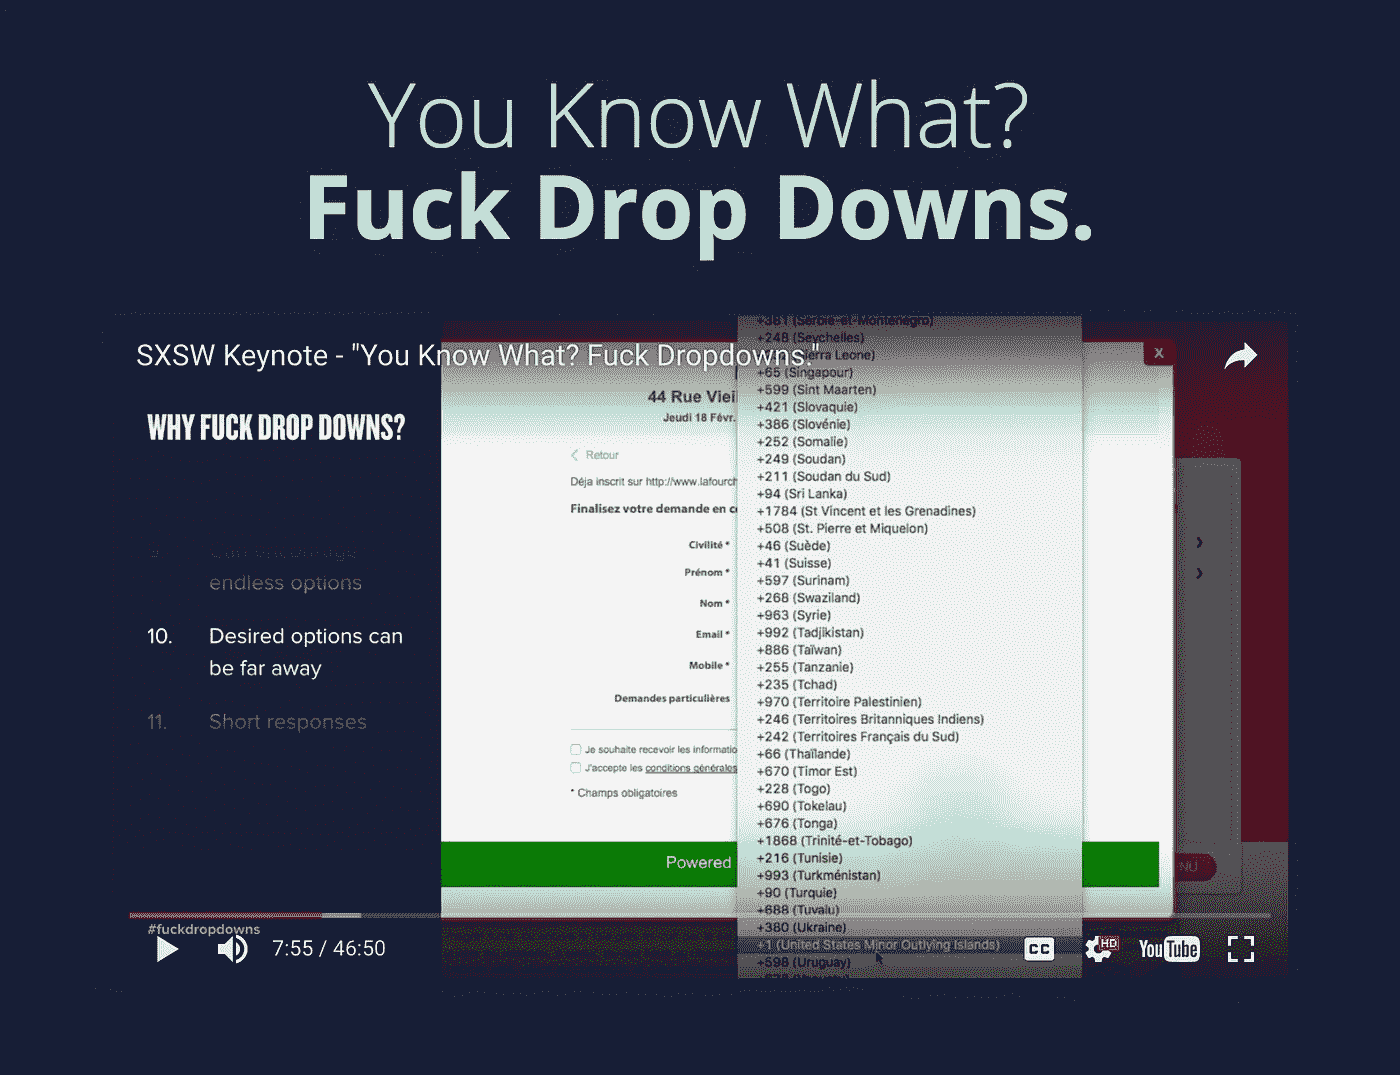 You Know What?
Fuck Drop Downs.
SXSW Keynote - "You Know What? Fuck Dropdowns."
WHY FUCK DROP DOWNS?
9. Can encourage
endless options
10. Desired options can
be far away
11. Short responses
#fuckdropdowns
7:55 / 46:50
44 Rue Viei
Jeudi 18 Févr.
Retour
Déja inscrit sur http://www.lafourch
Finalisez votre demande en c
Civilité *
Prénom *
Nom *
Email *
Mobile *
Demandes particulières
Je souhaite recevoir les informatio
J'accepte les conditions générales
* Champs obligatoires
Powered
+381 (Serbie-et-Monténégro)
+248 (Seychelles)
Sierra Leone)
+65 (Singapour)
+599 (Sint Maarten)
+421 (Slovaquie)
+386 (Slovénie)
+252 (Somalie)
+249 (Soudan)
+211 (Soudan du Sud)
+94 (Sri Lanka)
+1784 (St Vincent et les Grenadines)
+508 (St. Pierre et Miquelon)
+46 (Suède)
+41 (Suisse)
+597 (Surinam)
+268 (Swaziland)
+963 (Syrie)
+992 (Tadjikistan)
+886 (Taïwan)
+255 (Tanzanie)
+235 (Tchad)
+970 (Territoire Palestinien)
+246 (Territoires Britanniques Indiens)
+242 (Territoires Français du Sud)
+66 (Thaïlande)
+670 (Timor Est)
+228 (Togo)
+690 (Tokelau)
+676 (Tonga)
+1868 (Trinité-et-Tobago)
+216 (Tunisie)
+993 (Turkménistan)
+90 (Turquie)
+688 (Tuvalu)
+380 (Ukraine)
+1 (United States Minor Outlying Islands)
+598 (Uruguay)
x
NU
CC
HD
YouTube